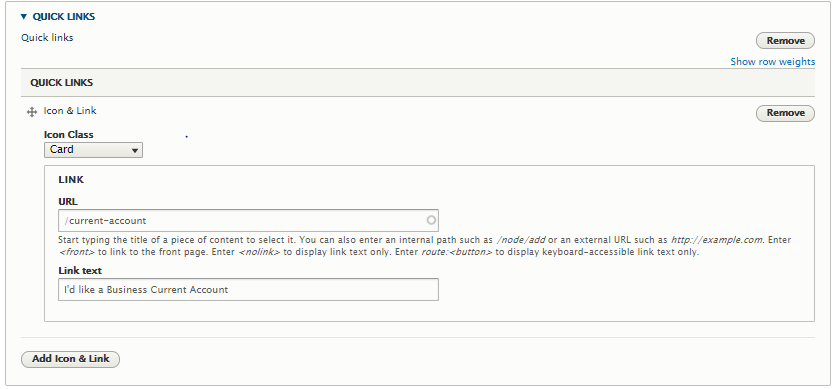 QUICK LINKS
Quick links
Remove
Show row weights
QUICK LINKS
Icon & Link
Remove
Icon Class
Card
LINK
URL
/current-account
Start typing the title of a piece of content to select it. You can also enter an internal path such as /node/add or an external URL such as http://example.com. Enter
<front> to link to the front page. Enter <nolink> to display link text only. Enter route:<button> to display keyboard-accessible link text only.
Link text
I'd like a Business Current Account
Add Icon & Link